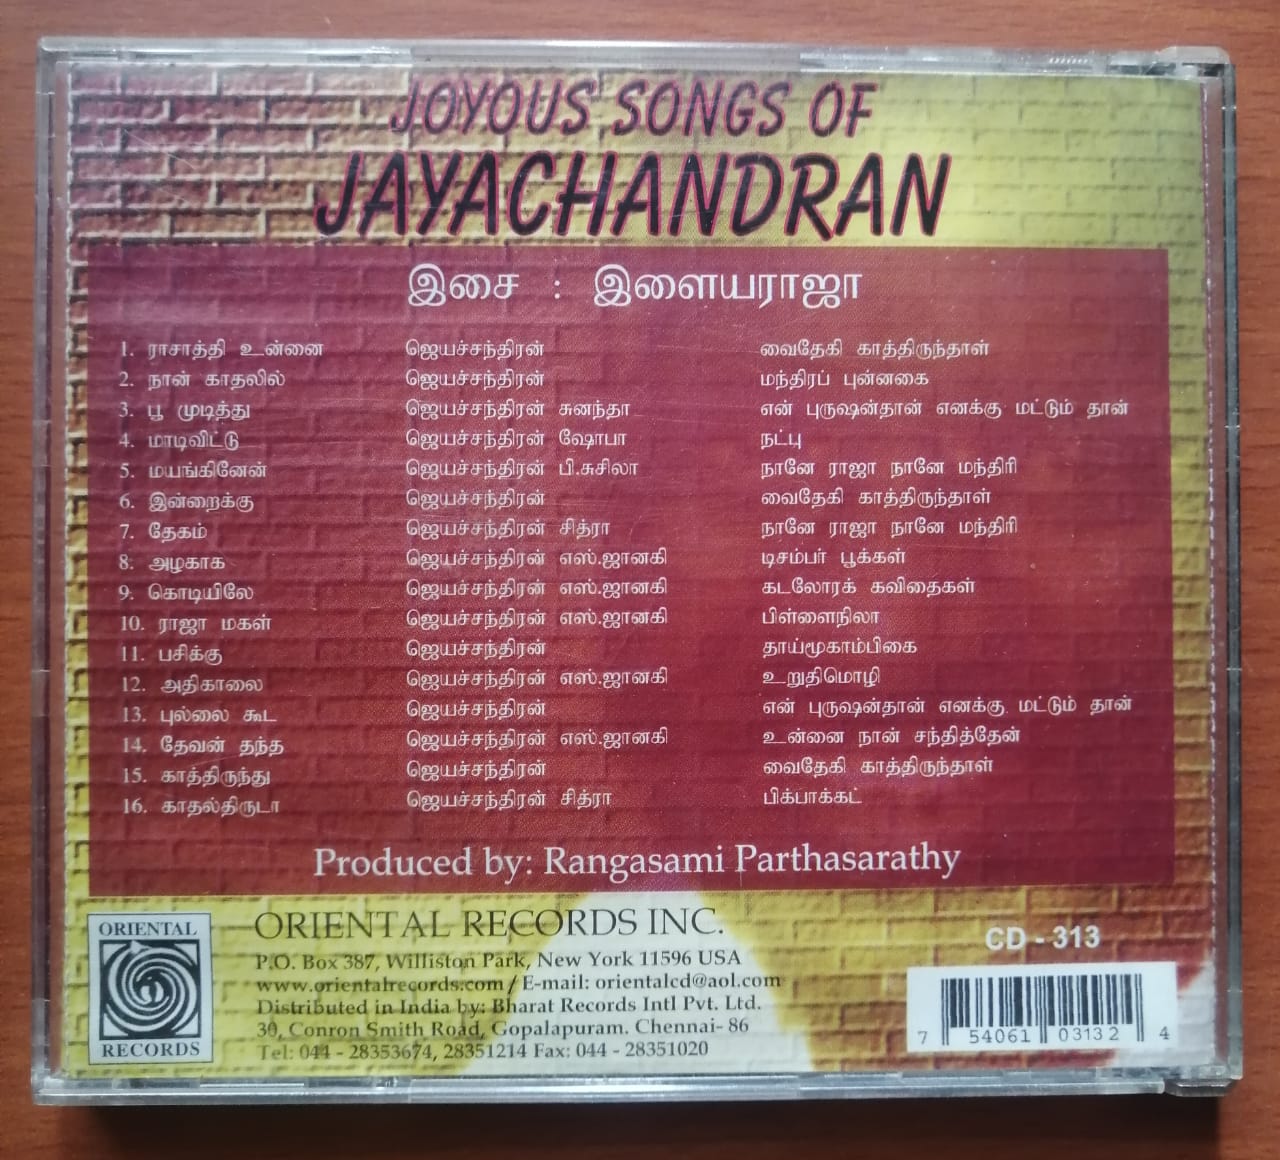 JOYOUS SONGS OF
JAYACHANDRAN
இசை : இளையராஜா
1. ராசாத்தி உன்னை ஜெயச்சந்திரன் வைதேகி காத்திருந்தாள்
2. நான் காதலில் ஜெயச்சந்திரன் மந்திரப் புன்னகை
3. பூ முடித்து ஜெயச்சந்திரன் சுனந்தா என் புருஷன்தான் எனக்கு மட்டும் தான்
4. மாடிவிட்டு ஜெயச்சந்திரன் ஷோபா நட்பு
5. மயங்கினேன் ஜெயச்சந்திரன் பி.சுசிலா நானே ராஜா நானே மந்திரி
6. இன்றைக்கு ஜெயச்சந்திரன் வைதேகி காத்திருந்தாள்
7. தேகம் ஜெயச்சந்திரன் சித்ரா நானே ராஜா நானே மந்திரி
8. அழகாக ஜெயச்சந்திரன் எஸ்.ஜானகி டிசம்பர் பூக்கள்
9. கொடியிலே ஜெயச்சந்திரன் எஸ்.ஜானகி கடலோரக் கவிதைகள்
10. ராஜா மகள் ஜெயச்சந்திரன் எஸ்.ஜானகி பிள்ளைநிலா
11. பசிக்கு ஜெயச்சந்திரன் தாய்மூகாம்பிகை
12. அதிகாலை ஜெயச்சந்திரன் எஸ்.ஜானகி உறுதிமொழி
13. புல்லை கூட ஜெயச்சந்திரன் என் புருஷன்தான் எனக்கு மட்டும் தான்
14. தேவன் தந்த ஜெயச்சந்திரன் எஸ்.ஜானகி உன்னை நான் சந்தித்தேன்
15. காத்திருந்து ஜெயச்சந்திரன் வைதேகி காத்திருந்தாள்
16. காதல்திருடா ஜெயச்சந்திரன் சித்ரா பிக்பாக்கட்
Produced by: Rangasami Parthasarathy
ORIENTAL
RECORDS
ORIENTAL RECORDS INC.
P.O. Box 387, Williston Park, New York 11596 USA
www.orientalrecords.com / E-mail: orientalcd@aol.com
Distributed in India by: Bharat Records Intl Pvt. Ltd.
30, Conron Smith Road, Gopalapuram. Chennai- 86
Tel: 044 - 28353674, 28351214 Fax: 044 - 28351020
CD - 313
7 54061 03132 4